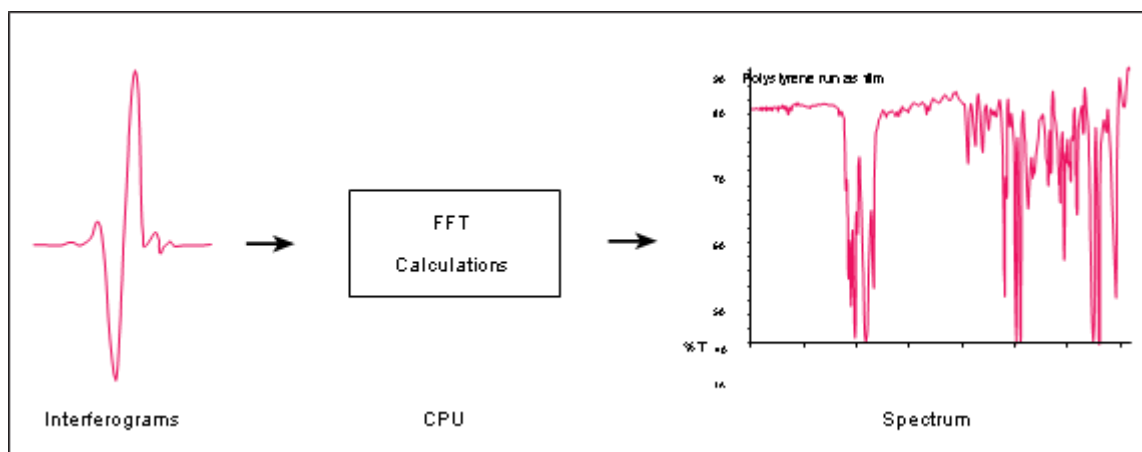 Polystyrene run as film
FFT
Calculations
%T
Interferograms
CPU
Spectrum